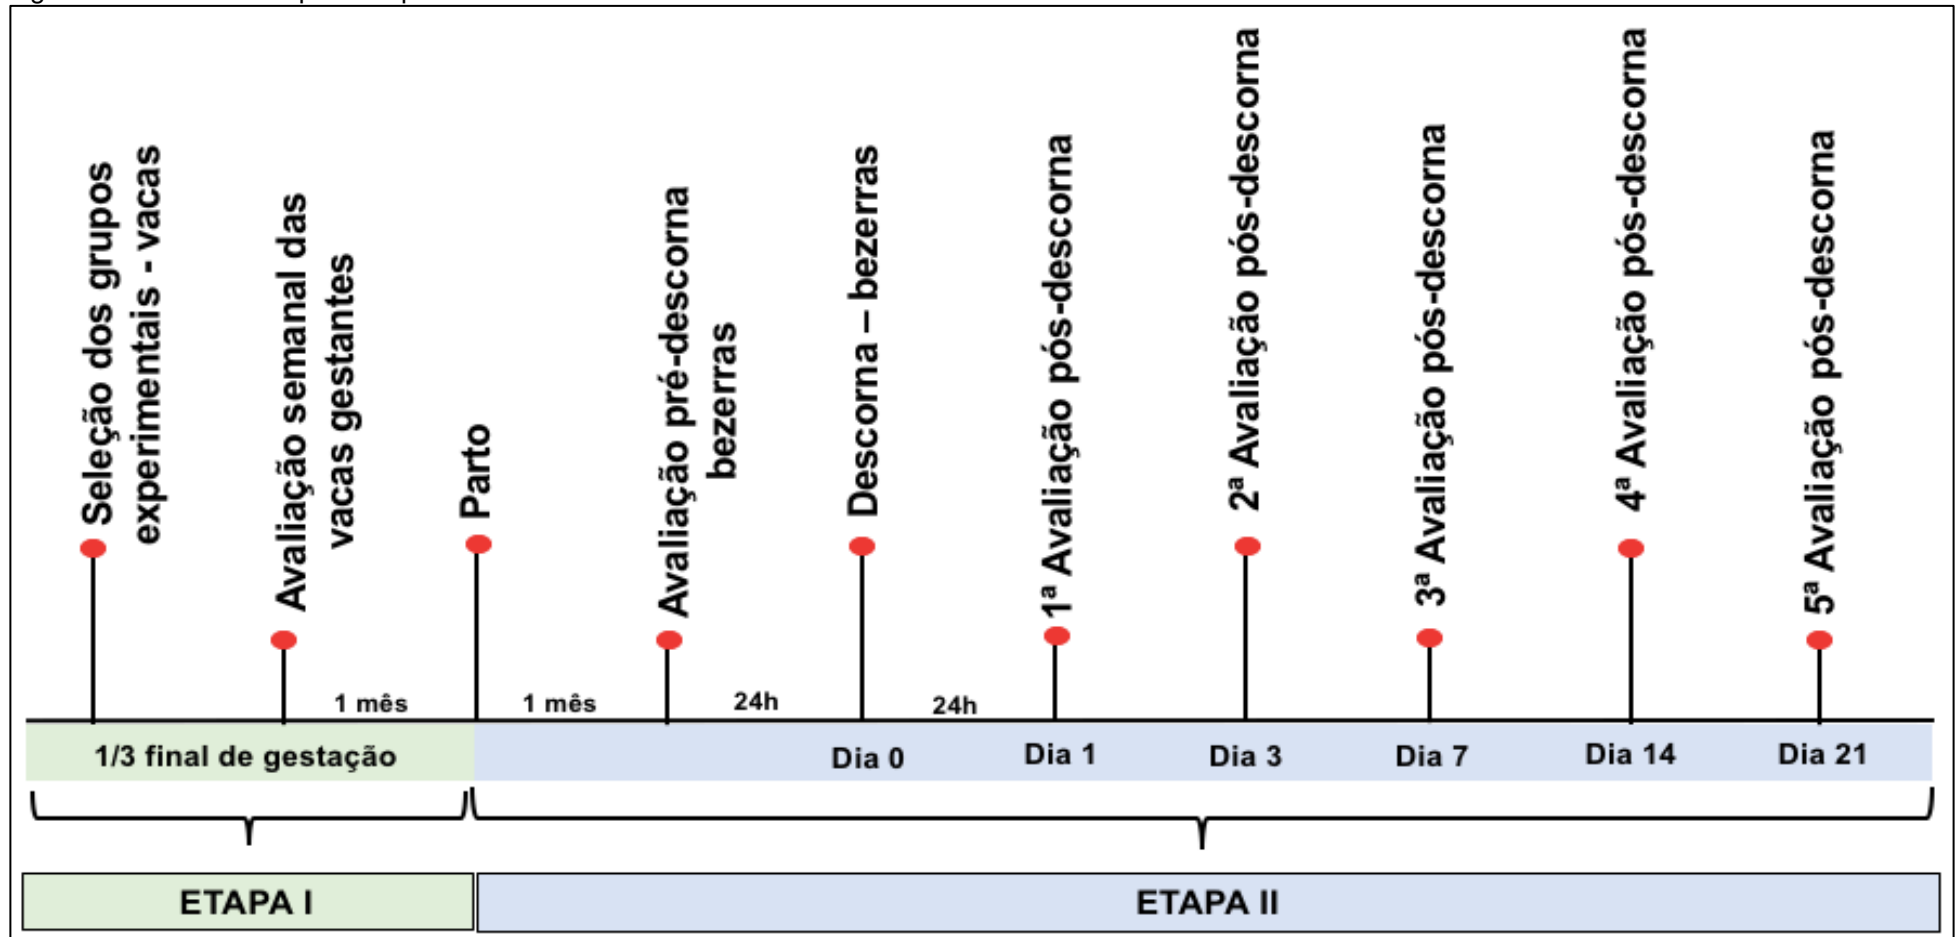 Seleção dos grupos
experimentais - vacas
Avaliação semanal das
vacas gestantes
Parto
Avaliação pré-descorna
bezerras
Descorna – bezerras
1ª Avaliação pós-descorna
2ª Avaliação pós-descorna
3ª Avaliação pós-descorna
4ª Avaliação pós-descorna
5ª Avaliação pós-descorna
1 mês
1 mês
24h
24h
1/3 final de gestação
Dia 0
Dia 1
Dia 3
Dia 7
Dia 14
Dia 21
ETAPA I
ETAPA II